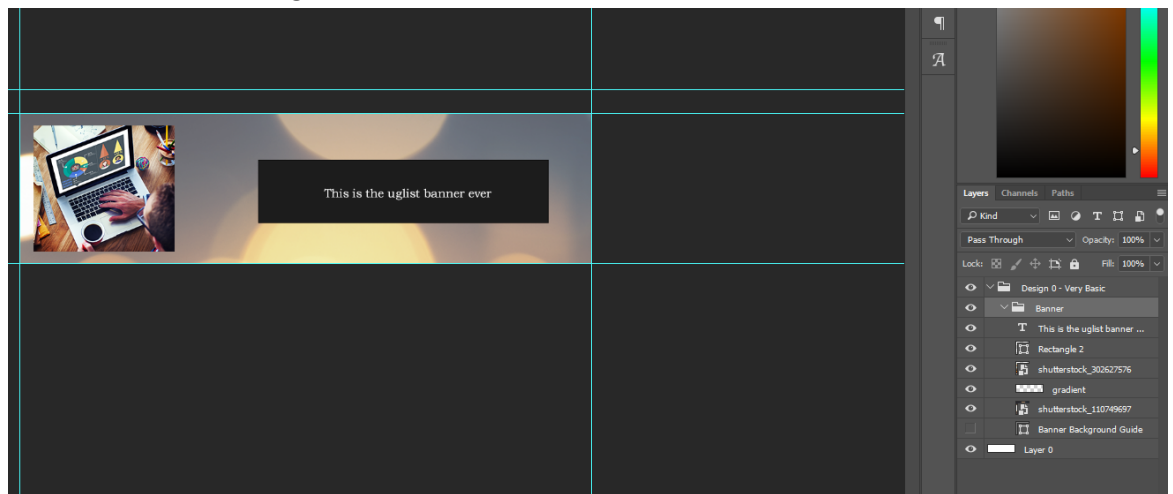 This is the uglist banner ever
Layers Channels Paths
Kind
Pass Through Opacity: 100%
Lock: Fill: 100%
Design 0 - Very Basic
Banner
This is the uglist banner ...
Rectangle 2
shutterstock_302627576
gradient
shutterstock_110749697
Banner Background Guide
Layer 0